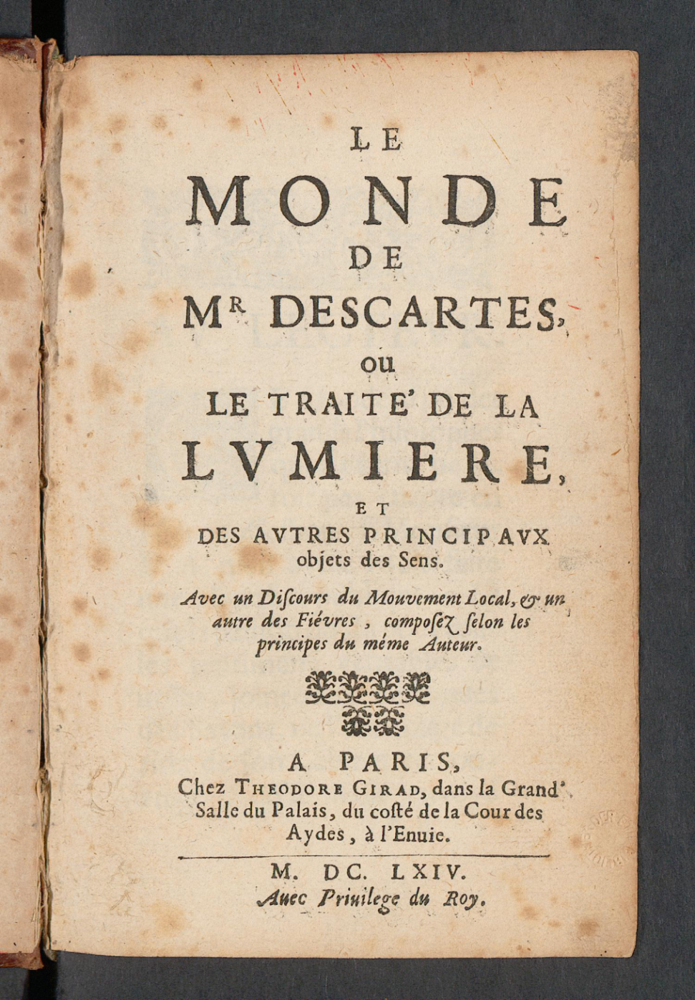 LE
MONDE
DE
MR DESCARTES,
ou
LE TRAITE' DE LA
LVMIERE,
ET
DES AVTRES PRINCIPAVX
objets des Sens.
Avec un Diſcours du Mouvement Local, & un
autre des Fiévres, compoſez ſelon les
principes du méme Auteur.
A PARIS,
Chez THEODORE GIRAD, dans la Grand'
Salle du Palais, du coſté de la Cour des
Aydes, à l'Enuie.
M. DC. LXIV.
Auec Priuilege du Roy.